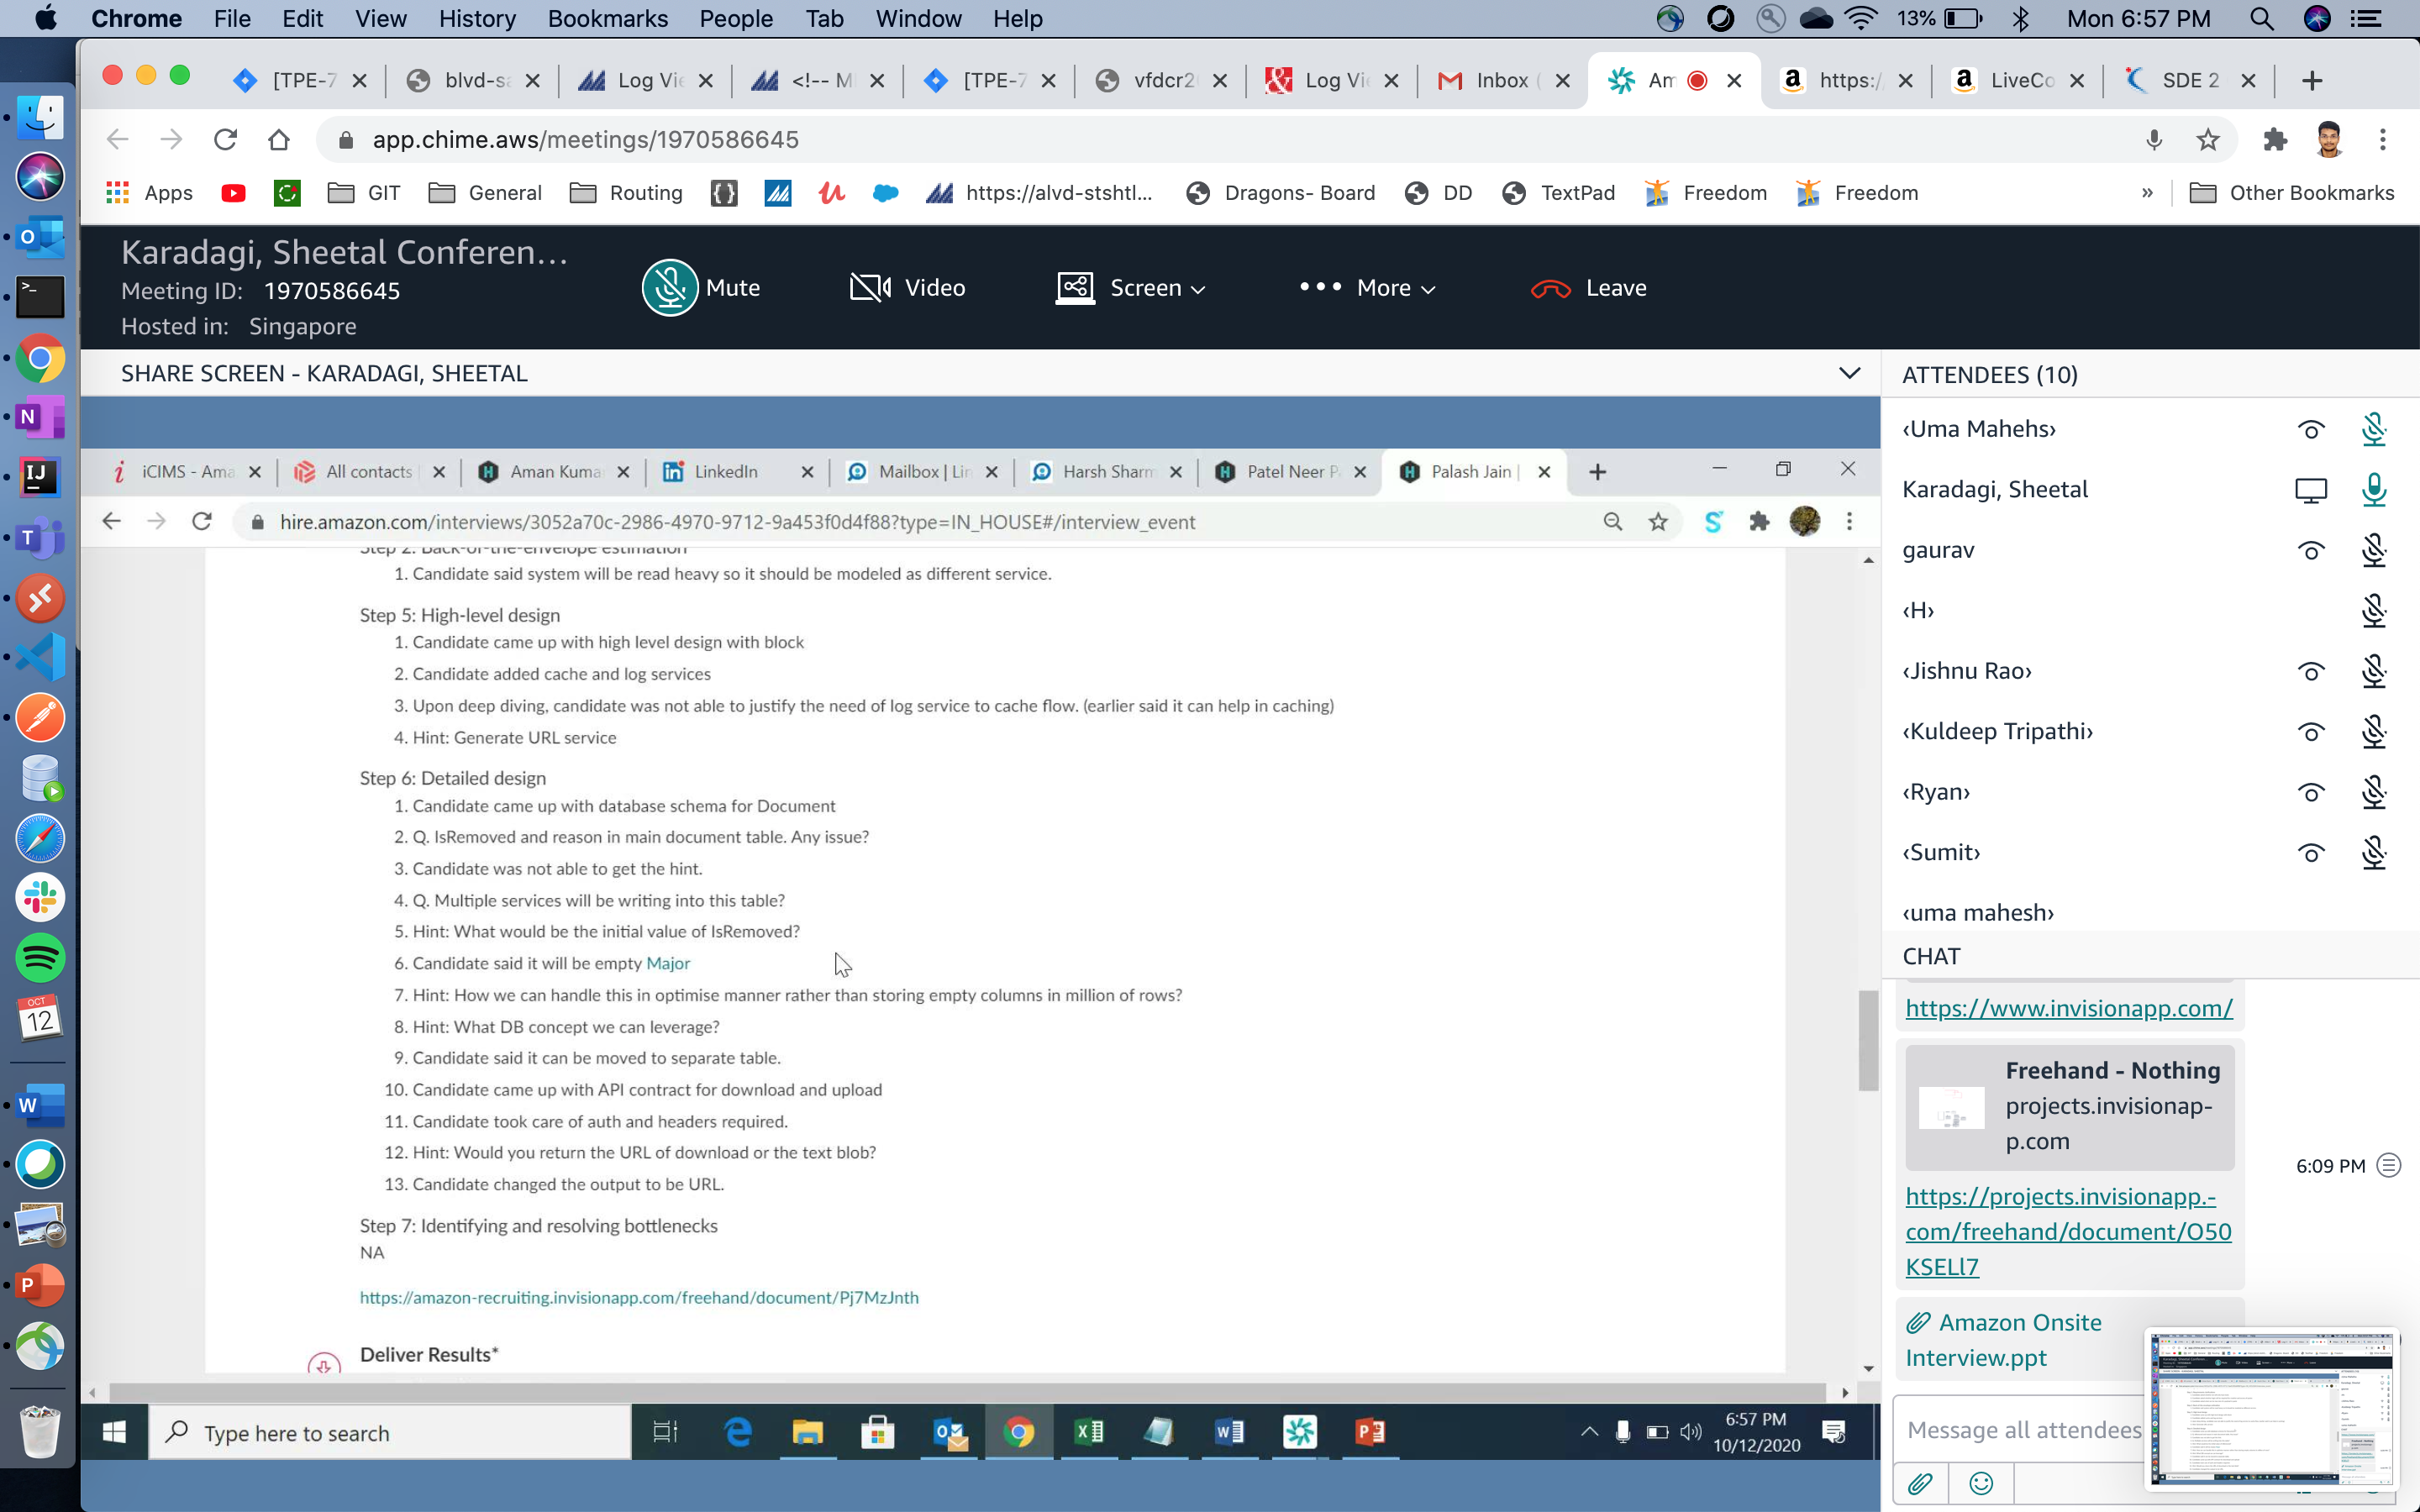 Chrome File Edit View History Bookmarks People Tab Window Help
13% Mon 6:57 PM
[TPE-7 blvd-sa Log Vie <!-- M [TPE-7 vfdcr2 Log Vie Inbox ( Am https:/ LiveCo SDE 2
app.chime.aws/meetings/1970586645
Apps GIT General Routing https://alvd-stshtl... Dragons- Board DD TextPad Freedom Freedom » Other Bookmarks
Karadagi, Sheetal Conferen...
Meeting ID: 1970586645
Hosted in: Singapore
Mute Video Screen More Leave
SHARE SCREEN - KARADAGI, SHEETAL
iCIMS - Ama All contacts Aman Kuma LinkedIn Mailbox | Lin Harsh Sharm Patel Neer P Palash Jain |
hire.amazon.com/interviews/3052a70c-2986-4970-9712-9a453f0d4f88?type=IN_HOUSE#/interview_event
Step 2: Back-of-the-envelope estimation
1. Candidate said system will be read heavy so it should be modeled as different service.
Step 5: High-level design
1. Candidate came up with high level design with block
2. Candidate added cache and log services
3. Upon deep diving, candidate was not able to justify the need of log service to cache flow. (earlier said it can help in caching)
4. Hint: Generate URL service
Step 6: Detailed design
1. Candidate came up with database schema for Document
2. Q. IsRemoved and reason in main document table. Any issue?
3. Candidate was not able to get the hint.
4. Q. Multiple services will be writing into this table?
5. Hint: What would be the initial value of IsRemoved?
6. Candidate said it will be empty Major
7. Hint: How we can handle this in optimise manner rather than storing empty columns in million of rows?
8. Hint: What DB concept we can leverage?
9. Candidate said it can be moved to separate table.
10. Candidate came up with API contract for download and upload
11. Candidate took care of auth and headers required.
12. Hint: Would you return the URL of download or the text blob?
13. Candidate changed the output to be URL.
Step 7: Identifying and resolving bottlenecks
NA
https://amazon-recruiting.invisionapp.com/freehand/document/Pj7MzJnth
Deliver Results*
Type here to search
6:57 PM
10/12/2020
ATTENDEES (10)
‹Uma Mahehs›
Karadagi, Sheetal
gaurav
‹H›
‹Jishnu Rao›
‹Kuldeep Tripathi›
‹Ryan›
‹Sumit›
‹uma mahesh›
CHAT
https://www.invisionapp.com/
Freehand - Nothing
projects.invisionap-
p.com
6:09 PM
https://projects.invisionapp.-
com/freehand/document/O50
KSELl7
Amazon Onsite
Interview.ppt
Message all attendees
OCT
12